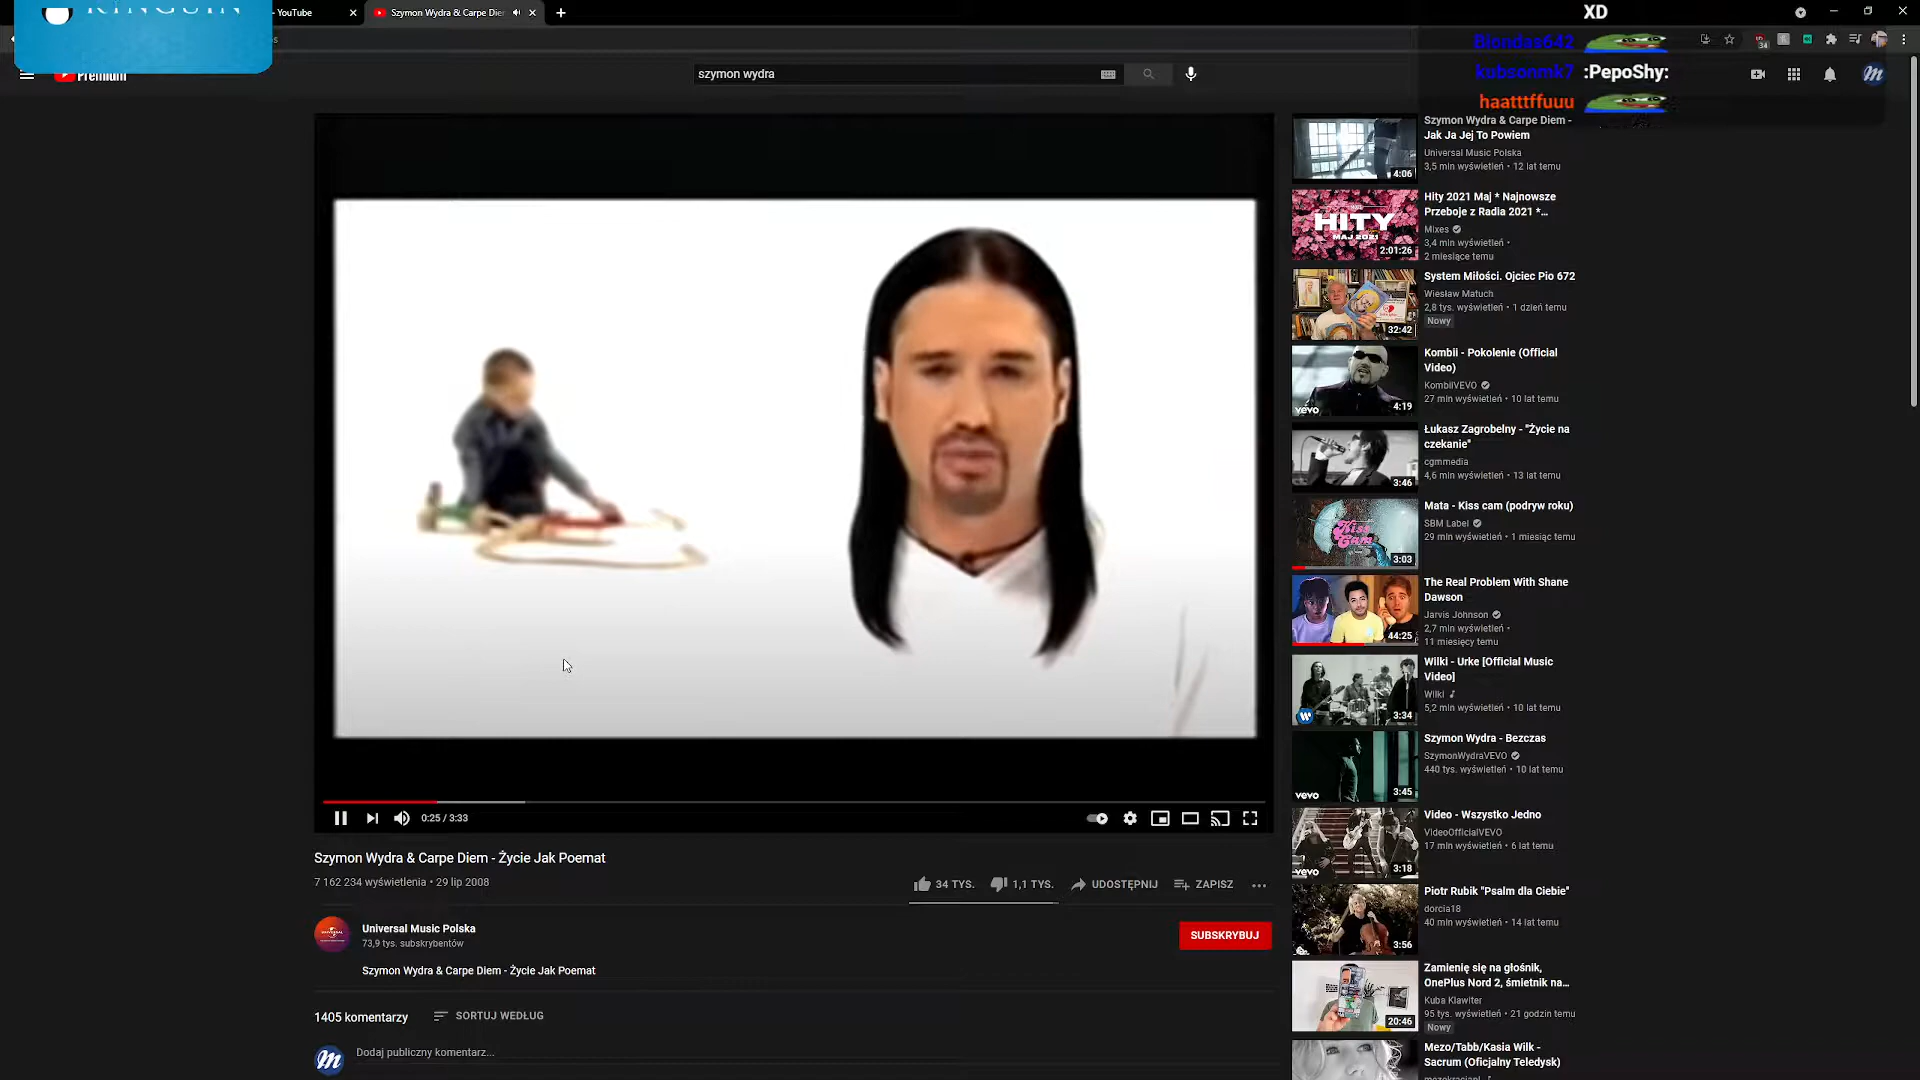 KINGUIN
- YouTube
Szymon Wydra & Carpe Die
XD
Blondas642
kubsonmk7 :PepoShy:
haatttffuuu
34
Premium
szymon wydra
Szymon Wydra & Carpe Diem -
Jak Ja Jej To Powiem
Universal Music Polska
3,5 mln wyświetleń • 12 lat temu
4:06
HITY
MAJ 2021
2:01:26
Hity 2021 Maj * Najnowsze
Przeboje z Radia 2021 *...
Mixes
3,4 mln wyświetleń •
2 miesiące temu
32:42
System Miłości. Ojciec Pio 672
Wiesław Matuch
2,8 tys. wyświetleń • 1 dzień temu
Nowy
vevo
4:19
Kombii - Pokolenie (Official
Video)
KombiiVEVO
27 mln wyświetleń • 10 lat temu
3:46
Łukasz Zagrobelny - "Życie na
czekanie"
cgmmedia
4,6 mln wyświetleń • 13 lat temu
Kiss
Cam
3:03
Mata - Kiss cam (podryw roku)
SBM Label
29 mln wyświetleń • 1 miesiąc temu
44:25
The Real Problem With Shane
Dawson
Jarvis Johnson
2,7 mln wyświetleń •
11 miesięcy temu
3:34
Wilki - Urke [Official Music
Video]
Wilki
5,2 mln wyświetleń • 10 lat temu
vevo
3:45
Szymon Wydra - Bezczas
SzymonWydraVEVO
440 tys. wyświetleń • 10 lat temu
vevo
3:18
Video - Wszystko Jedno
VideoOfficialVEVO
17 mln wyświetleń • 6 lat temu
3:56
Piotr Rubik "Psalm dla Ciebie"
dorcia18
40 mln wyświetleń • 14 lat temu
20:46
Zamienię się na głośnik,
OnePlus Nord 2, śmietnik na...
Kuba Klawiter
95 tys. wyświetleń • 21 godzin temu
Nowy
Mezo/Tabb/Kasia Wilk -
Sacrum (Oficjalny Teledysk)
0:25 / 3:33
Szymon Wydra & Carpe Diem - Życie Jak Poemat
7 162 234 wyświetlenia • 29 lip 2008
34 TYS.
1,1 TYS.
UDOSTĘPNIJ
ZAPISZ
Universal Music Polska
73,9 tys. subskrybentów
SUBSKRYBUJ
Szymon Wydra & Carpe Diem - Życie Jak Poemat
1405 komentarzy
SORTUJ WEDŁUG
Dodaj publiczny komentarz...